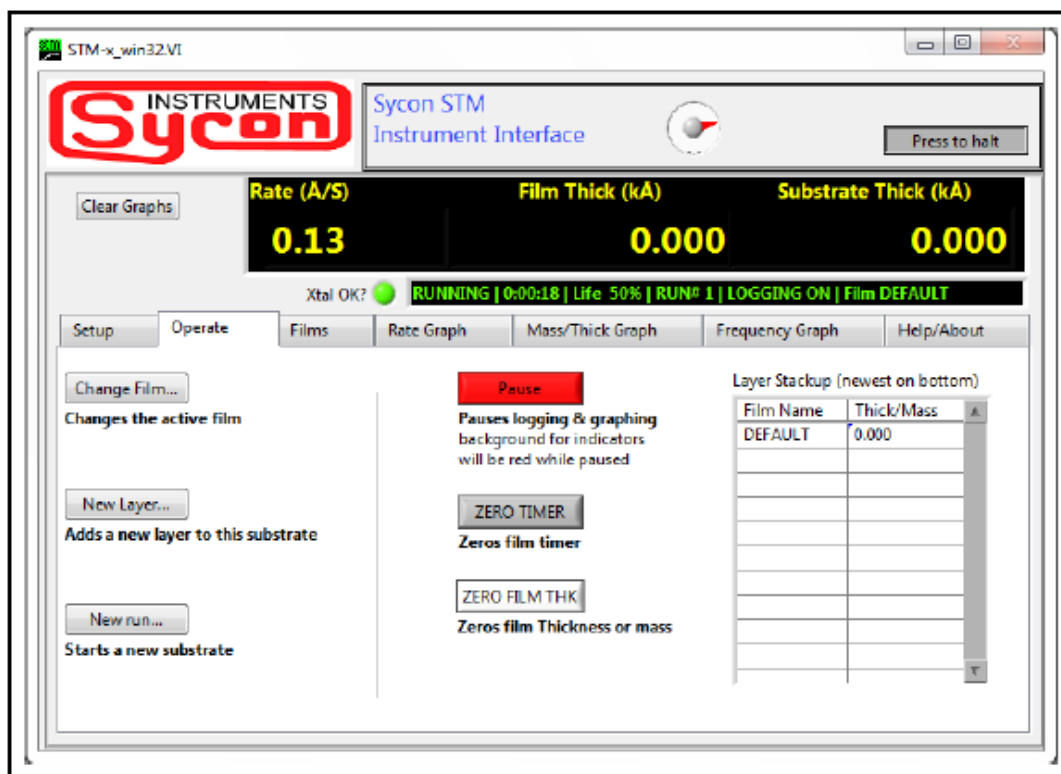 STM-x_win32.VI
INSTRUMENTS
Sycon
Sycon STM
Instrument Interface
Press to halt
Clear Graphs
Rate (Å/S) Film Thick (kÅ) Substrate Thick (kÅ)
0.13 0.000 0.000
Xtal OK? RUNNING | 0:00:18 | Life 50% | RUN# 1 | LOGGING ON | Film DEFAULT
Setup Operate Films Rate Graph Mass/Thick Graph Frequency Graph Help/About
Change Film...
Changes the active film
New Layer...
Adds a new layer to this substrate
New run...
Starts a new substrate
Pause
Pauses logging & graphing
background for indicators
will be red while paused
ZERO TIMER
Zeros film timer
ZERO FILM THK
Zeros film Thickness or mass
Layer Stackup (newest on bottom)
Film Name Thick/Mass
DEFAULT 0.000